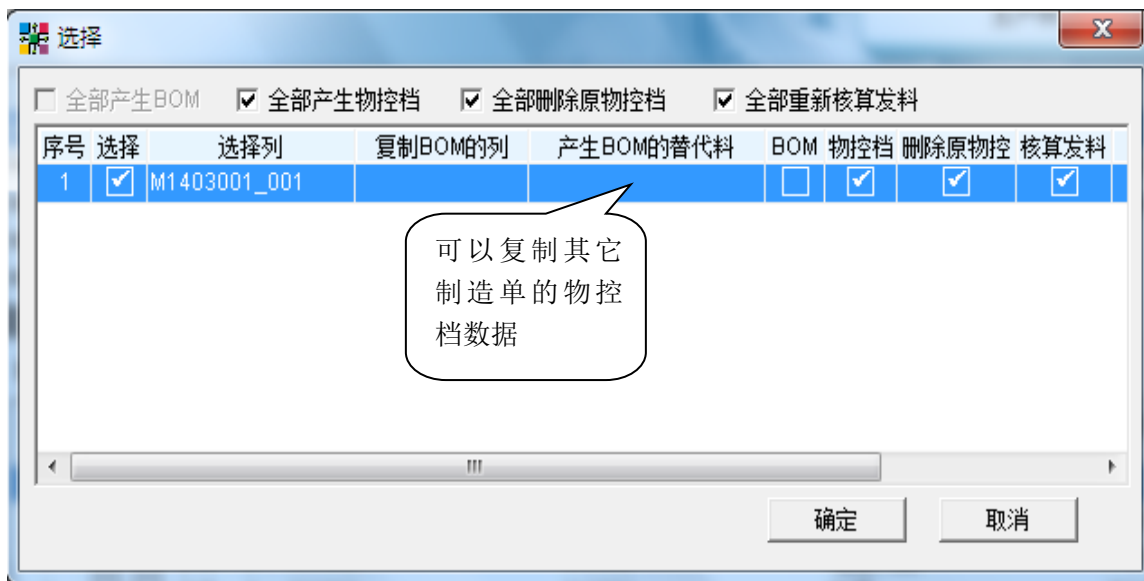 选择
全部产生BOM 全部产生物控档 全部删除原物控档 全部重新核算发料
序号 选择 选择列 复制BOM的列 产生BOM的替代料 BOM 物控档 删除原物控 核算发料
1 M1403001_001
可以复制其它
制造单的物控
档数据
确定 取消